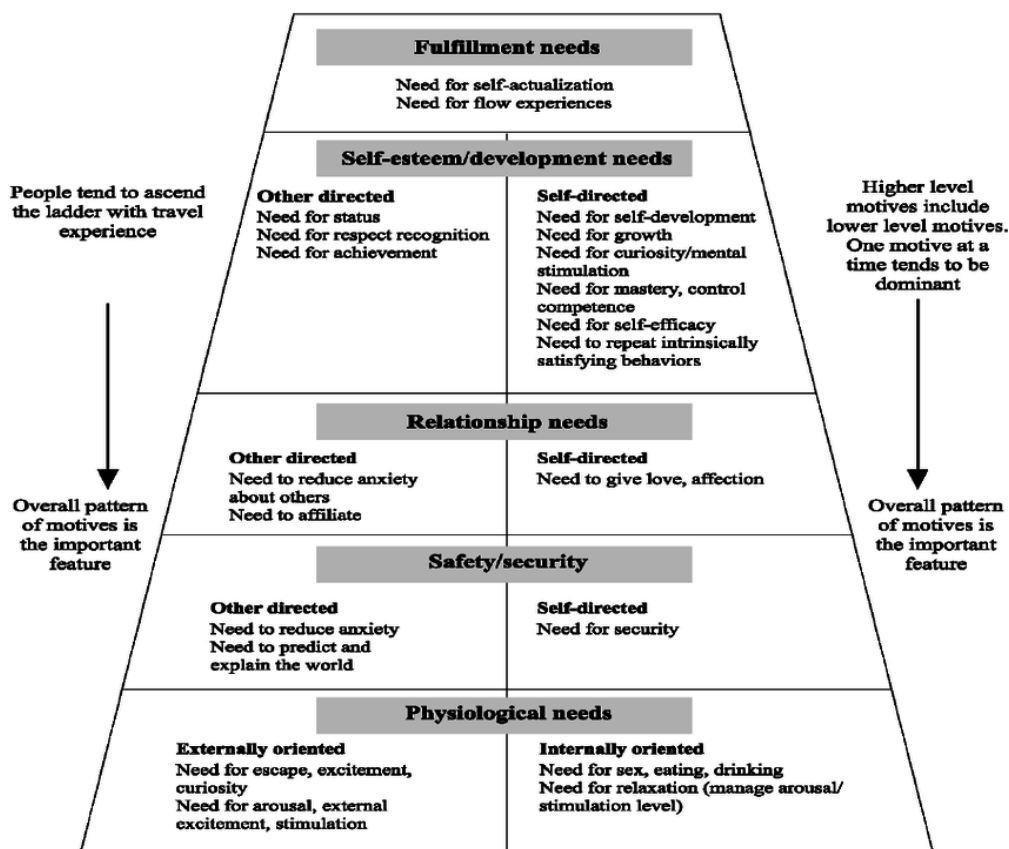 Fulfillment needs
Need for self-actualization
Need for flow experiences
People tend to ascend
the ladder with travel
experience
Overall pattern
of motives is
the important
feature
Self-esteem/development needs
Other directed
Need for status
Need for respect recognition
Need for achievement
Self-directed
Need for self-development
Need for growth
Need for curiosity/mental
stimulation
Need for mastery, control
competence
Need for self-efficacy
Need to repeat intrinsically
satisfying behaviors
Higher level
motives include
lower level motives.
One motive at a
time tends to be
dominant
Overall pattern
of motives is
the important
feature
Relationship needs
Other directed
Need to reduce anxiety
about others
Need to affiliate
Self-directed
Need to give love, affection
Safety/security
Other directed
Need to reduce anxiety
Need to predict and
explain the world
Self-directed
Need for security
Physiological needs
Externally oriented
Need for escape, excitement,
curiosity
Need for arousal, external
excitement, stimulation
Internally oriented
Need for sex, eating, drinking
Need for relaxation (manage arousal/
stimulation level)